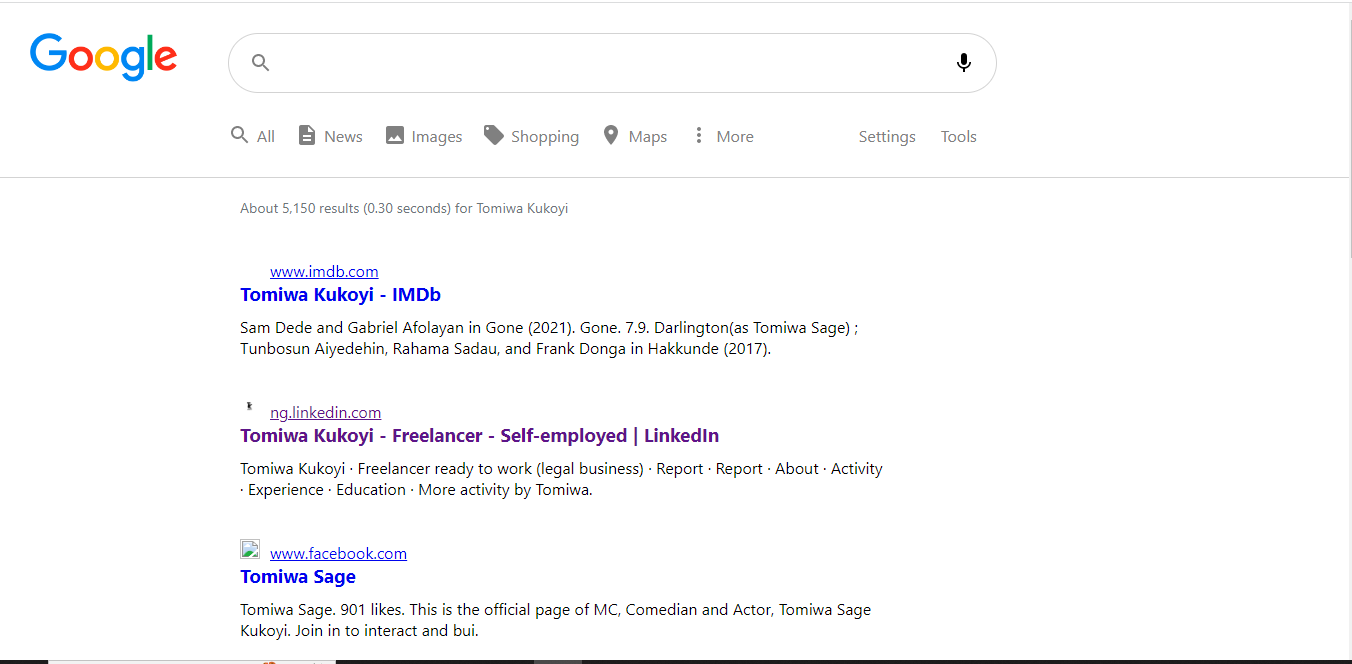 Google
All News Images Shopping Maps More Settings Tools
About 5,150 results (0.30 seconds) for Tomiwa Kukoyi
www.imdb.com
Tomiwa Kukoyi - IMDb
Sam Dede and Gabriel Afolayan in Gone (2021). Gone. 7.9. Darlington(as Tomiwa Sage) ;
Tunbosun Aiyedehin, Rahama Sadau, and Frank Donga in Hakkunde (2017).
ng.linkedin.com
Tomiwa Kukoyi - Freelancer - Self-employed | LinkedIn
Tomiwa Kukoyi · Freelancer ready to work (legal business) · Report · Report · About · Activity
· Experience · Education · More activity by Tomiwa.
www.facebook.com
Tomiwa Sage
Tomiwa Sage. 901 likes. This is the official page of MC, Comedian and Actor, Tomiwa Sage
Kukoyi. Join in to interact and bui.